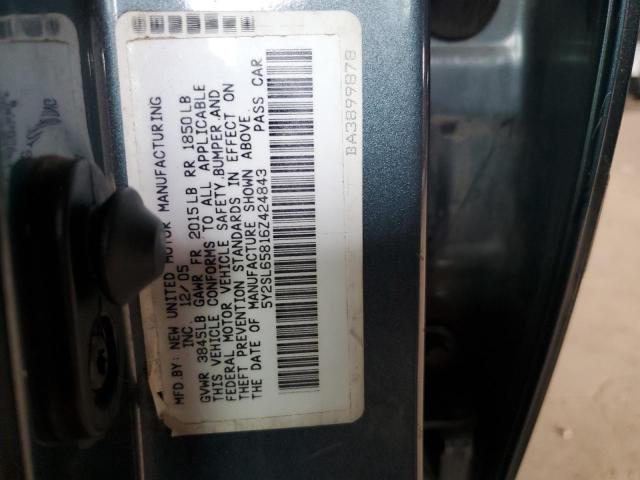 MFD BY: NEW UNITED MOTOR MANUFACTURING
INC 12/05
GVWR 3845LB GAWR FR 2015LB RR 1850LB
THIS VEHICLE CONFORMS TO ALL APPLICABLE
FEDERAL MOTOR VEHICLE SAFETY, BUMPER, AND
THEFT PREVENTION STANDARDS IN EFFECT ON
THE DATE OF MANUFACTURE SHOWN ABOVE
5Y2SL65816Z424843 PASS CAR
BA3899878